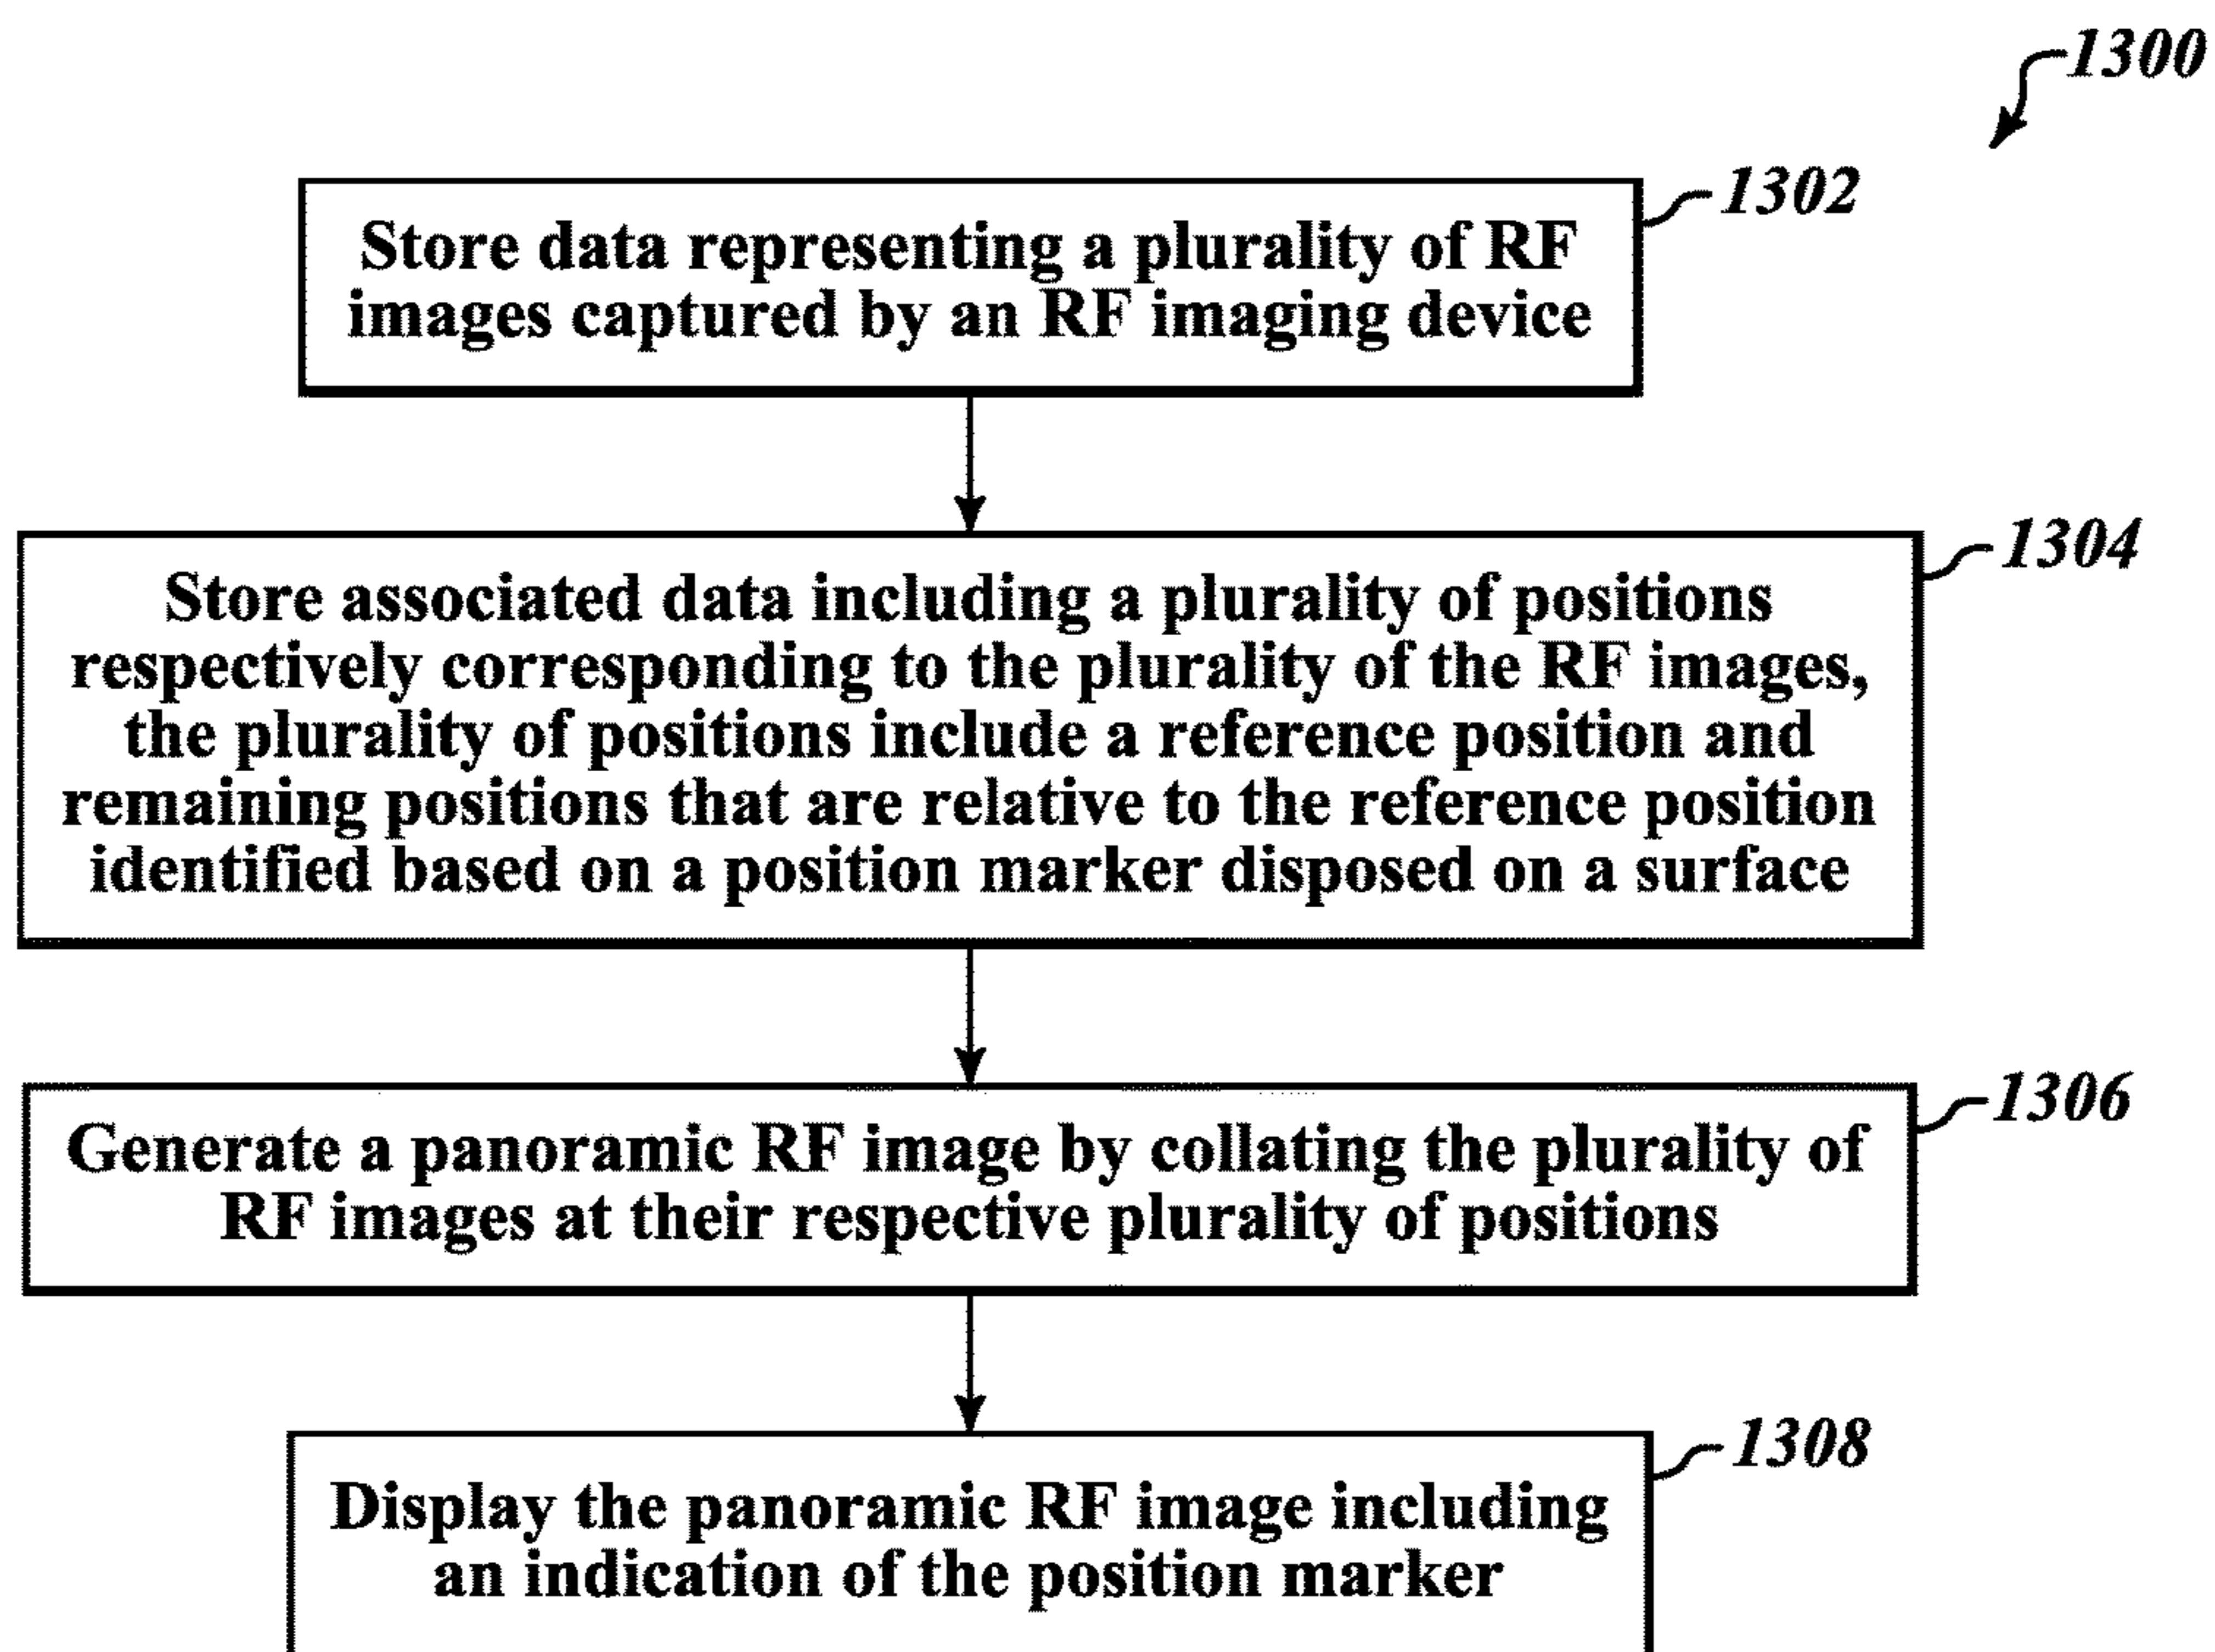 1300
1302
Store data representing a plurality of RF
images captured by an RF imaging device
1304
Store associated data including a plurality of positions
respectively corresponding to the plurality of the RF images,
the plurality of positions include a reference position and
remaining positions that are relative to the reference position
identified based on a position marker disposed on a surface
1306
Generate a panoramic RF image by collating the plurality of
RF images at their respective plurality of positions
1308
Display the panoramic RF image including
an indication of the position marker